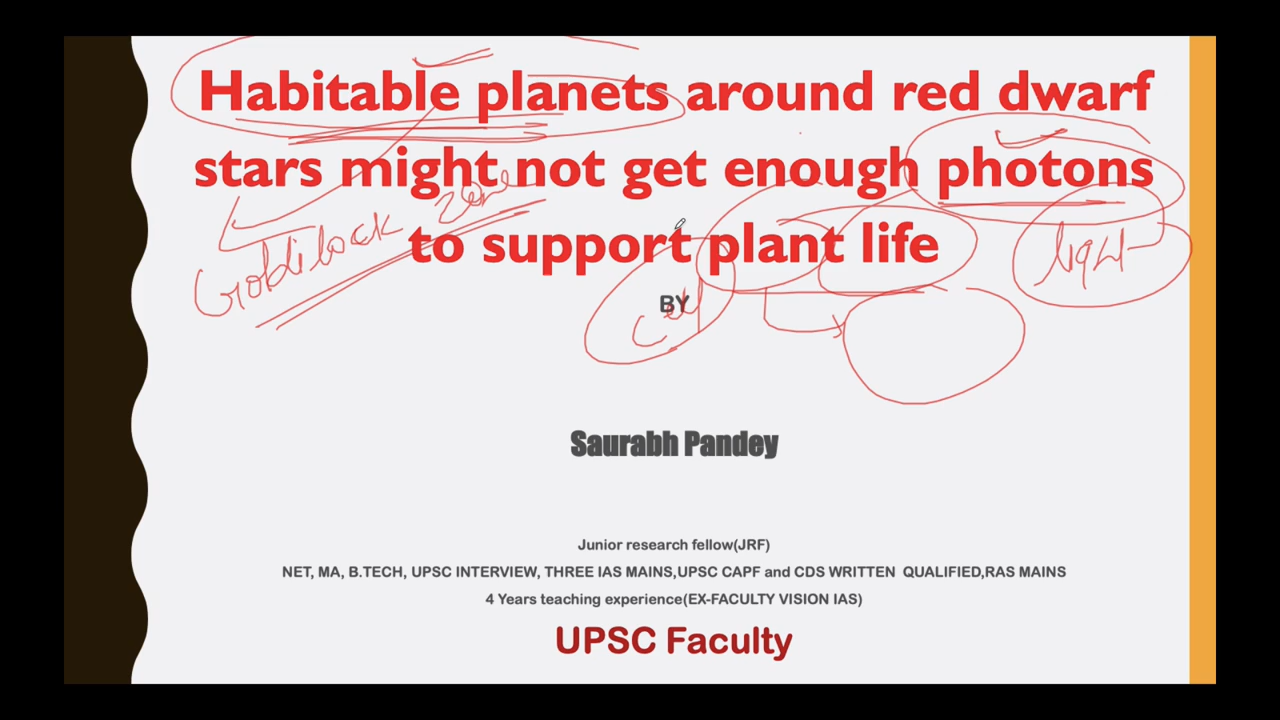 Habitable planets around red dwarf
stars might not get enough photons
to support plant life
Goldilock zone
light
BY
Saurabh Pandey
Junior research fellow(JRF)
NET, MA, B.TECH, UPSC INTERVIEW, THREE IAS MAINS,UPSC CAPF and CDS WRITTEN QUALIFIED,RAS MAINS
4 Years teaching experience(EX-FACULTY VISION IAS)
UPSC Faculty